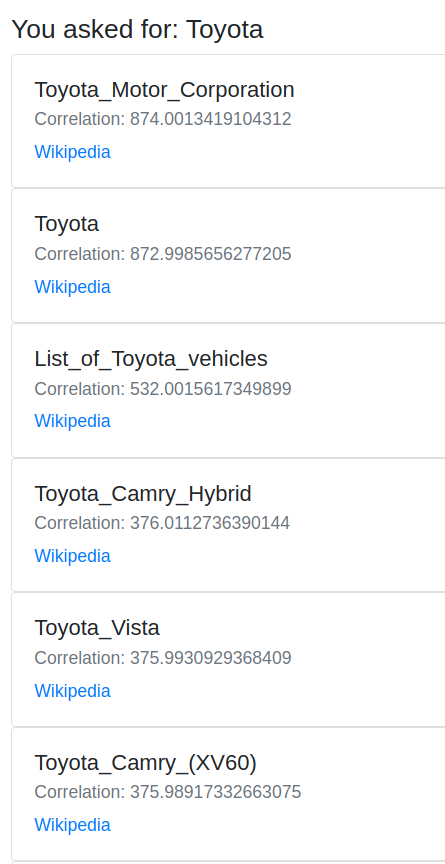 You asked for: Toyota
Toyota_Motor_Corporation
Correlation: 874.0013419104312
Wikipedia
Toyota
Correlation: 872.9985656277205
Wikipedia
List_of_Toyota_vehicles
Correlation: 532.0015617349899
Wikipedia
Toyota_Camry_Hybrid
Correlation: 376.0112736390144
Wikipedia
Toyota_Vista
Correlation: 375.9930929368409
Wikipedia
Toyota_Camry_(XV60)
Correlation: 375.98917332663075
Wikipedia